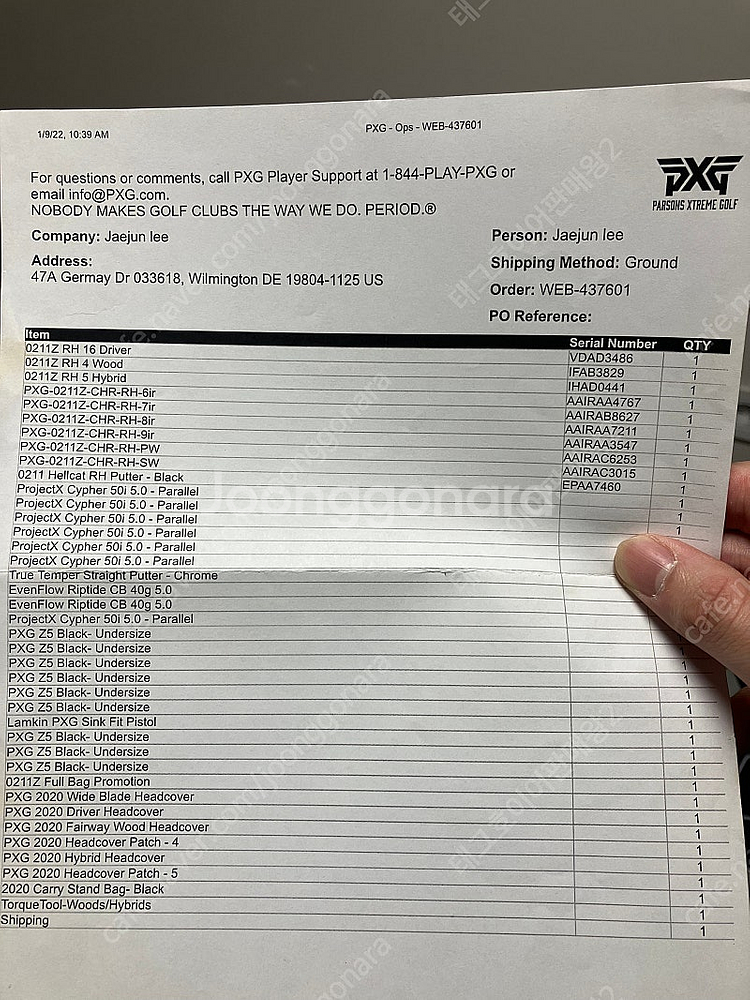 1/9/22, 10:39 AM
PXG - Ops - WEB-437601
For questions or comments, call PXG Player Support at 1-844-PLAY-PXG or
email info@PXG.com.
NOBODY MAKES GOLF CLUBS THE WAY WE DO. PERIOD.®
PXG
PARSONS XTREME GOLF
Company: Jaejun lee
Person: Jaejun lee
Address:
47A Germay Dr 033618, Wilmington DE 19804-1125 US
Shipping Method: Ground
Order: WEB-437601
PO Reference:
Item Serial Number QTY
0211Z RH 16 Driver VDAD3486 1
0211Z RH 4 Wood IFAB3829 1
0211Z RH 5 Hybrid IHAD0441 1
PXG-0211Z-CHR-RH-6ir AAIRAA4767 1
PXG-0211Z-CHR-RH-7ir AAIRAB8627 1
PXG-0211Z-CHR-RH-8ir AAIRAA7211 1
PXG-0211Z-CHR-RH-9ir AAIRAA3547 1
PXG-0211Z-CHR-RH-PW AAIRAC6253 1
PXG-0211Z-CHR-RH-SW AAIRAC3015 1
0211 Hellcat RH Putter - Black EPAA7460 1
ProjectX Cypher 50i 5.0 - Parallel 1
ProjectX Cypher 50i 5.0 - Parallel 1
ProjectX Cypher 50i 5.0 - Parallel 1
ProjectX Cypher 50i 5.0 - Parallel
ProjectX Cypher 50i 5.0 - Parallel
ProjectX Cypher 50i 5.0 - Parallel
True Temper Straight Putter - Chrome
EvenFlow Riptide CB 40g 5.0
EvenFlow Riptide CB 40g 5.0
ProjectX Cypher 50i 5.0 - Parallel
PXG Z5 Black- Undersize 1
PXG Z5 Black- Undersize 1
PXG Z5 Black- Undersize 1
PXG Z5 Black- Undersize 1
PXG Z5 Black- Undersize 1
PXG Z5 Black- Undersize 1
Lamkin PXG Sink Fit Pistol 1
PXG Z5 Black- Undersize 1
PXG Z5 Black- Undersize 1
PXG Z5 Black- Undersize 1
0211Z Full Bag Promotion 1
PXG 2020 Wide Blade Headcover 1
PXG 2020 Driver Headcover 1
PXG 2020 Fairway Wood Headcover 1
PXG 2020 Headcover Patch - 4 1
PXG 2020 Hybrid Headcover 1
PXG 2020 Headcover Patch - 5 1
2020 Carry Stand Bag- Black 1
TorqueTool-Woods/Hybrids 1
Shipping 1
Joonggonara